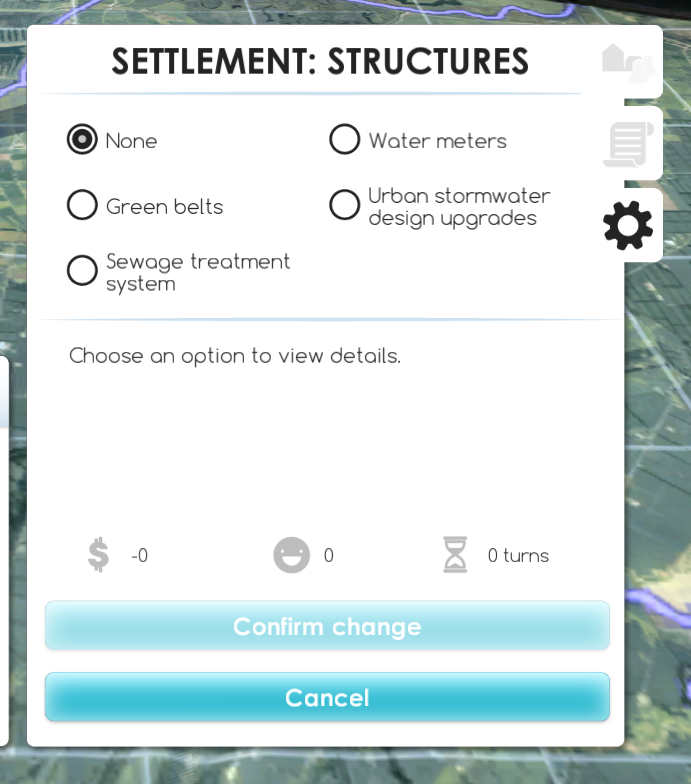 SETTLEMENT: STRUCTURES
None
Water meters
Green belts
Urban stormwater
design upgrades
Sewage treatment
system
Choose an option to view details.
-0
0
0 turns
Confirm change
Cancel